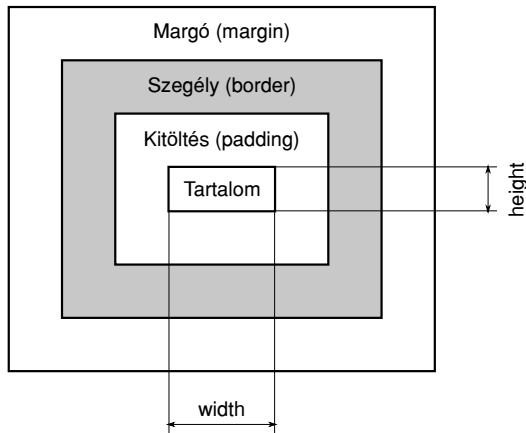 Margó (margin)
Szegély (border)
Kitöltés (padding)
Tartalom
height
width